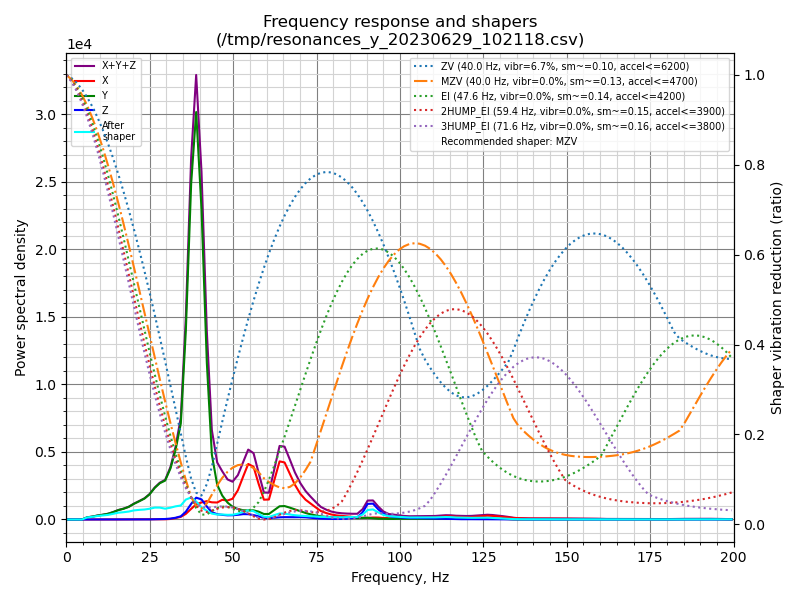 Frequency response and shapers
(/tmp/resonances_y_20230629_102118.csv)
1e4
X+Y+Z
X
Y
Z
After
shaper
ZV (40.0 Hz, vibr=6.7%, sm~=0.10, accel<=6200)
MZV (40.0 Hz, vibr=0.0%, sm~=0.13, accel<=4700)
EI (47.6 Hz, vibr=0.0%, sm~=0.14, accel<=4200)
2HUMP_EI (59.4 Hz, vibr=0.0%, sm~=0.15, accel<=3900)
3HUMP_EI (71.6 Hz, vibr=0.0%, sm~=0.16, accel<=3800)
Recommended shaper: MZV
Power spectral density
3.0
2.5
2.0
1.5
1.0
0.5
0.0
1.0
0.8
0.6
0.4
0.2
0.0
Shaper vibration reduction (ratio)
0 25 50 75 100 125 150 175 200
Frequency, Hz